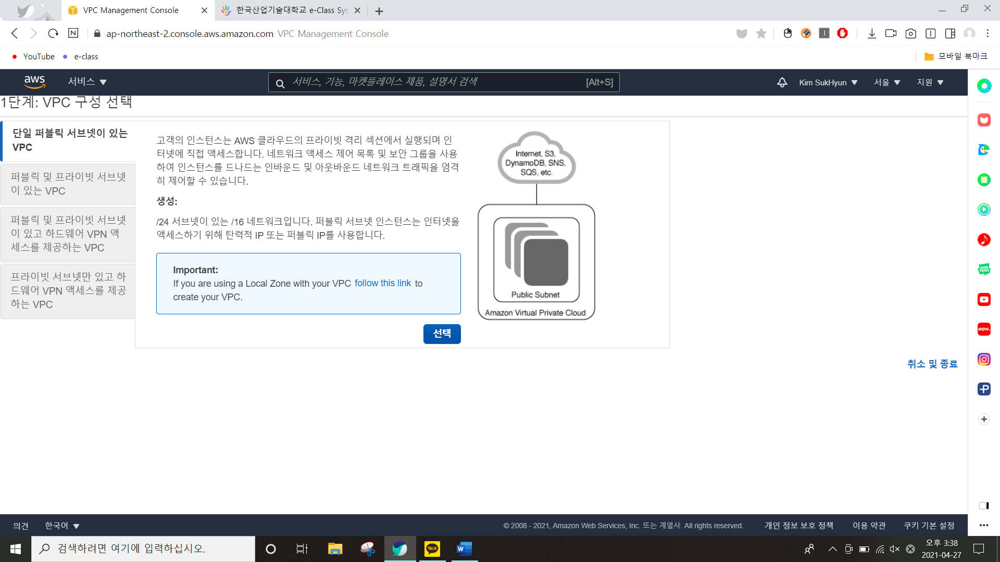 VPC Management Console
한국산업기술대학교 e-Class Sys
ap-northeast-2.console.aws.amazon.com VPC Management Console
YouTube
e-class
모바일 북마크
aws
서비스
서비스, 기능, 마켓플레이스 제품, 설명서 검색
[Alt+S]
Kim SukHyun
서울
지원
1단계: VPC 구성 선택
단일 퍼블릭 서브넷이 있는
VPC
퍼블릭 및 프라이빗 서브넷
이 있는 VPC
퍼블릭 및 프라이빗 서브넷
이 있고 하드웨어 VPN 액
세스를 제공하는 VPC
프라이빗 서브넷만 있고 하
드웨어 VPN 액세스를 제공
하는 VPC
고객의 인스턴스는 AWS 클라우드의 프라이빗 격리 섹션에서 실행되며 인
터넷에 직접 액세스합니다. 네트워크 액세스 제어 목록 및 보안 그룹을 사용
하여 인스턴스를 드나드는 인바운드 및 아웃바운드 네트워크 트래픽을 엄격
히 제어할 수 있습니다.
생성:
/24 서브넷이 있는 /16 네트워크입니다. 퍼블릭 서브넷 인스턴스는 인터넷을
액세스하기 위해 탄력적 IP 또는 퍼블릭 IP를 사용합니다.
Important:
If you are using a Local Zone with your VPC follow this link to
create your VPC.
선택
Internet, S3,
DynamoDB, SNS,
SQS, etc.
Public Subnet
Amazon Virtual Private Cloud
취소 및 종료
WEB
TOON
NOW.
의견
한국어
© 2008 - 2021, Amazon Web Services, Inc. 또는 계열사. All rights reserved.
개인 정보 보호 정책
이용 약관
쿠키 기본 설정
검색하려면 여기에 입력하십시오.
TALK
W
오후 3:38
2021-04-27